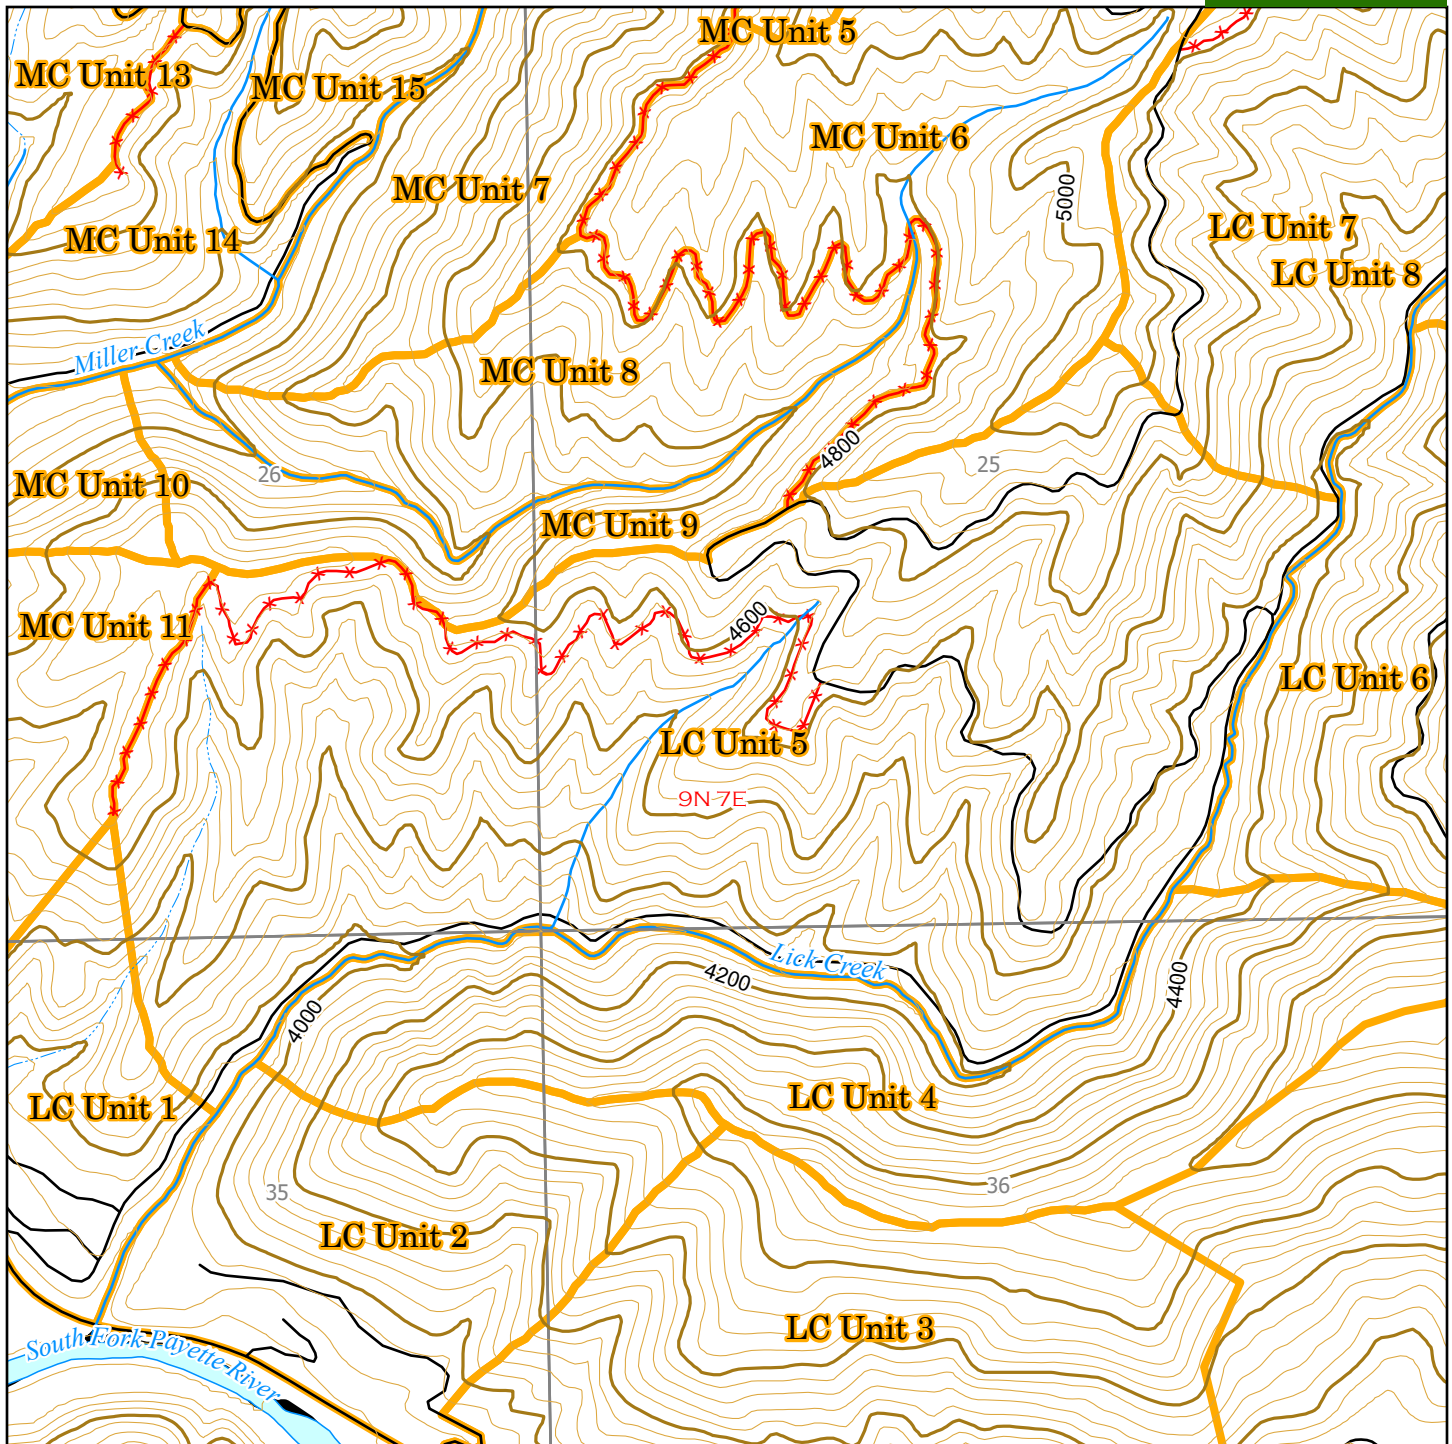 MC Unit 5
MC Unit 13
MC Unit 15
MC Unit 6
MC Unit 7
5000
MC Unit 14
LC Unit 7
LC Unit 8
Miller Creek
MC Unit 8
4800
25
26
MC Unit 10
MC Unit 9
4600
MC Unit 11
LC Unit 6
LC Unit 5
9N 7E
Lick Creek
4200
4400
4000
LC Unit 4
LC Unit 1
35
36
LC Unit 2
LC Unit 3
South Fork Payette River